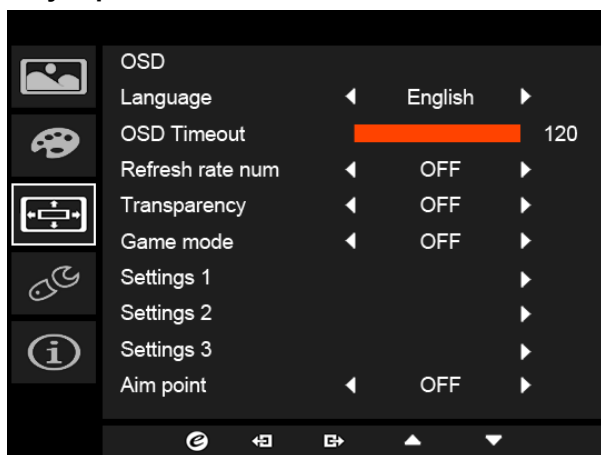 OSD
Language English
OSD Timeout 120
Refresh rate num OFF
Transparency OFF
Game mode OFF
Settings 1
Settings 2
Settings 3
Aim point OFF